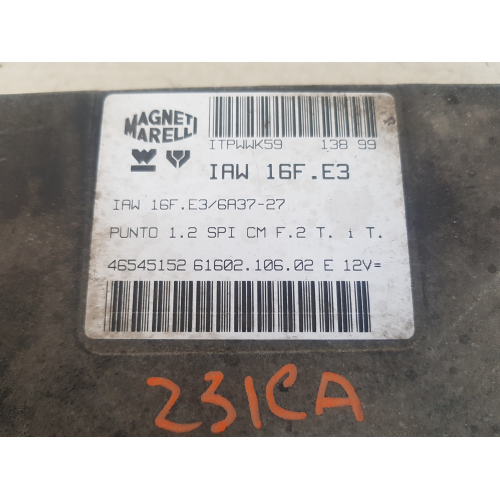 MAGNETI
MARELLI
ITPWWK59 138 99
IAW 16F.E3
IAW 16F.E3/6A37-27
PUNTO 1.2 SPI CM F.2 T. i T.
46545152 61602.106.02 E 12V=
231CA